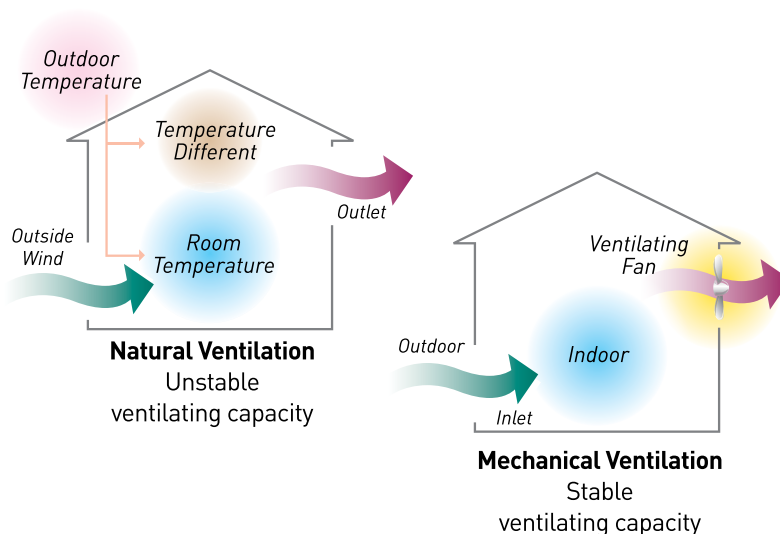 Outdoor
Temperature
Temperature
Different
Outlet
Outside
Wind
Room
Temperature
Natural Ventilation
Unstable
ventilating capacity
Ventilating
Fan
Outdoor
Indoor
Inlet
Mechanical Ventilation
Stable
ventilating capacity